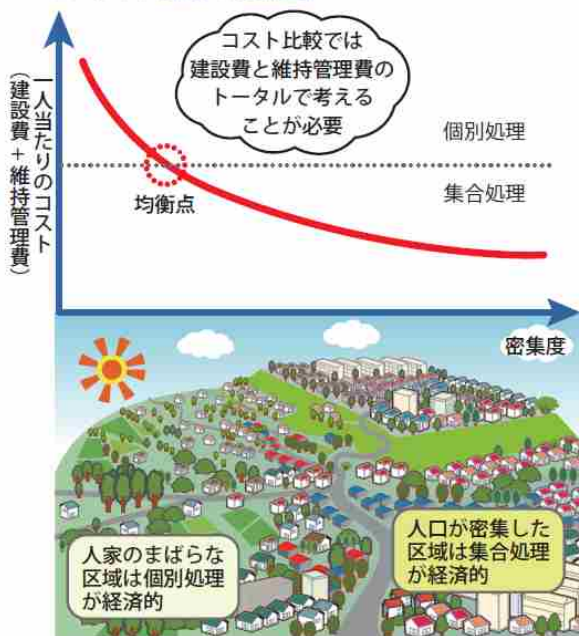 コスト比較では
建設費と維持管理費の
トータルで考える
ことが必要
一人当たりのコスト
(建設費+維持管理費)
個別処理
集合処理
均衡点
密集度
人家のまばらな
区域は個別処理
が経済的
人口が密集した
区域は集合処理
が経済的